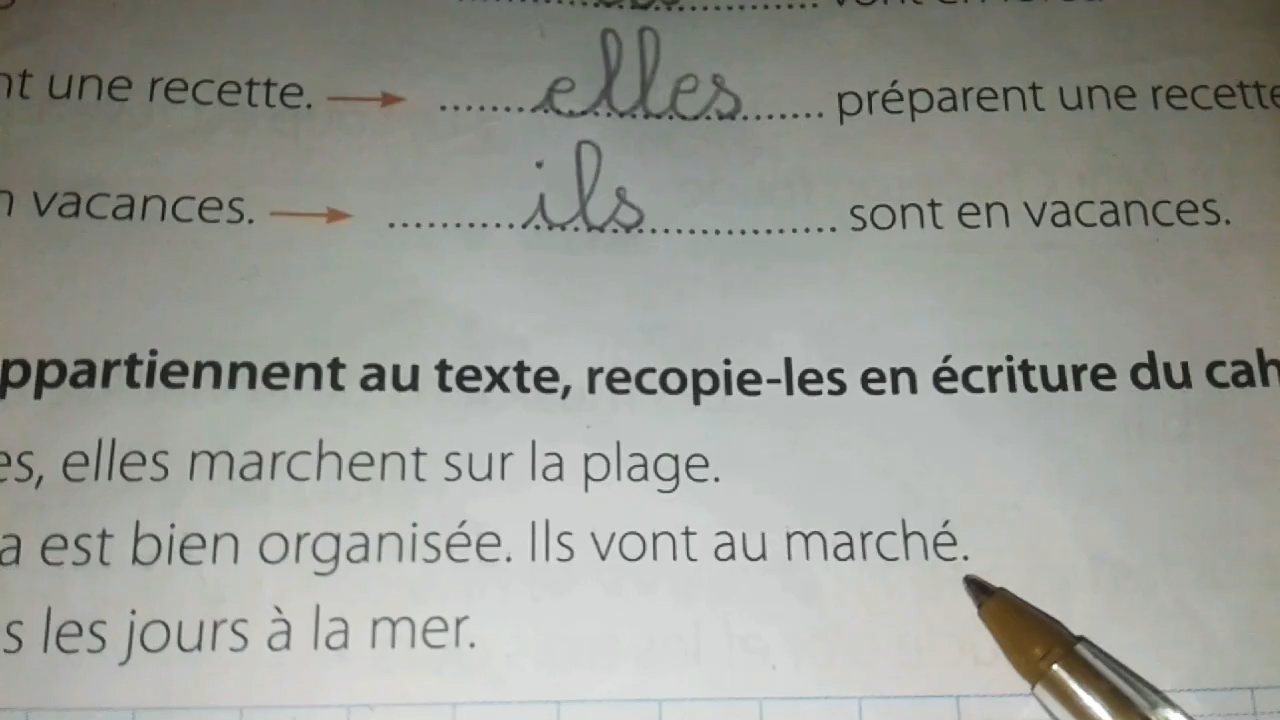 une recette. → elles préparent une recette
vacances. → ils sont en vacances.
ppartiennent au texte, recopie-les en écriture du cah
es, elles marchent sur la plage.
a est bien organisée. Ils vont au marché.
s les jours à la mer.